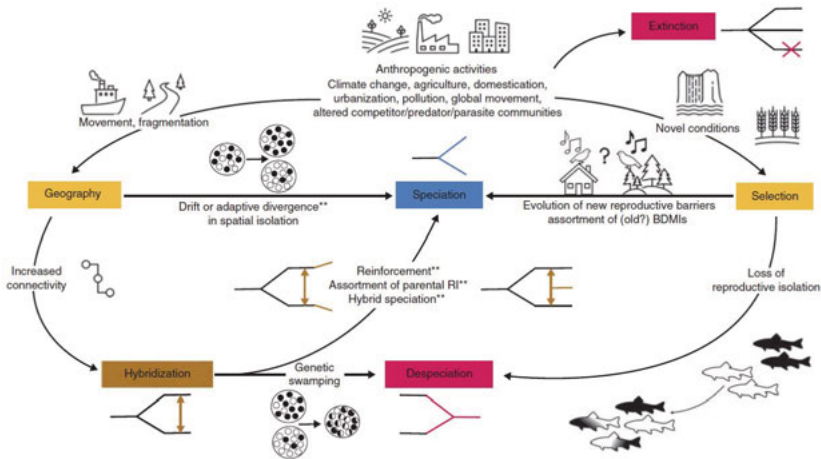 Extinction
Anthropogenic activities
Climate change, agriculture, domestication,
urbanization, pollution, global movement,
altered competitor/predator/parasite communities
Movement, fragmentation
Novel conditions
?
Geography
Speciation
Selection
Drift or adaptive divergence**
in spatial isolation
Evolution of new reproductive barriers
assortment of (old?) BDMIs
Increased
connectivity
Reinforcement**
Assortment of parental RI**
Hybrid speciation**
Loss of
reproductive isolation
Hybridization
Genetic
swamping
Despeciation